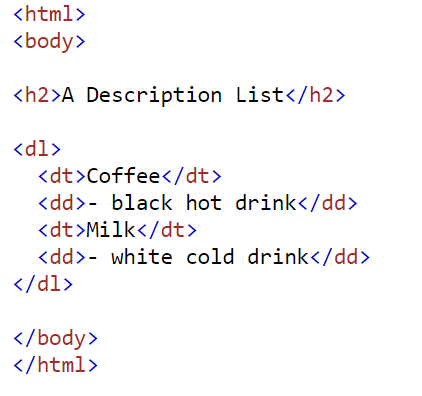 <html>
<body>
<h2>A Description List</h2>
<dl>
<dt>Coffee</dt>
<dd>- black hot drink</dd>
<dt>Milk</dt>
<dd>- white cold drink</dd>
</dl>
</body>
</html>